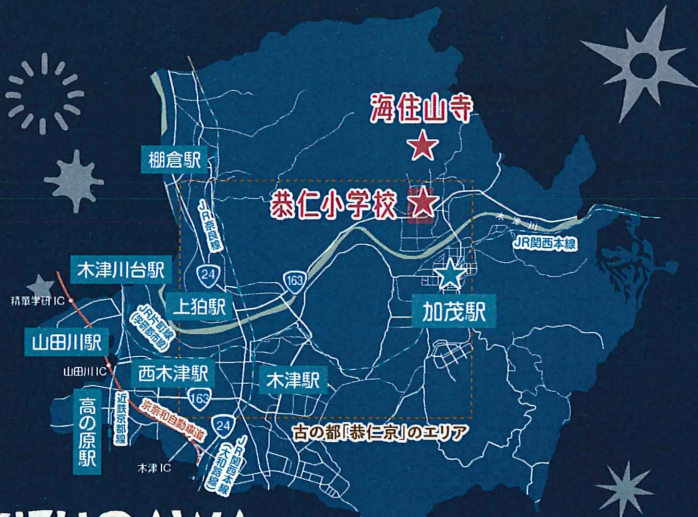 海住山寺
棚倉駅
恭仁小学校
JR奈良線
木津川
JR関西本線
木津川台駅
24
163
精華学研IC
上狛駅
加茂駅
JR片町線
(学研都市線)
山田川駅
山田川IC
西木津駅
木津駅
163
高の原駅
近鉄京都線
京奈和自動車道
24
古の都「恭仁京」のエリア
木津IC
JR関西本線
(大和路線)